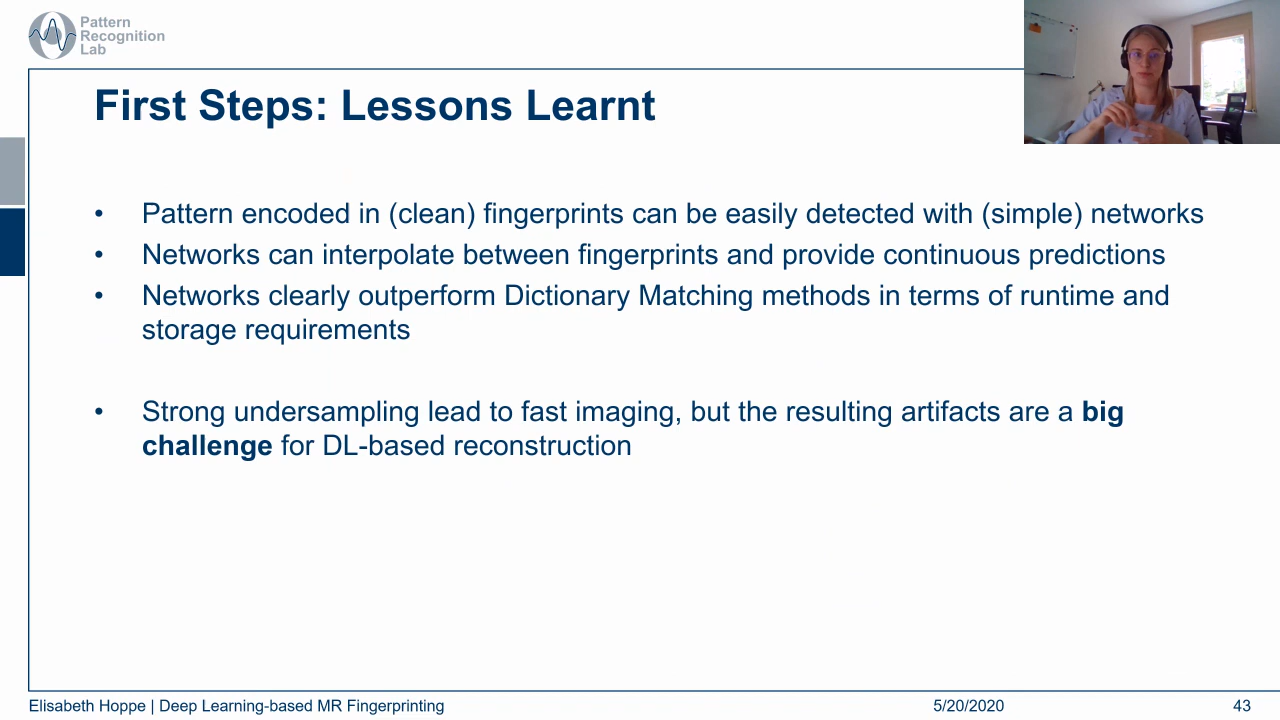 Pattern
Recognition
Lab
First Steps: Lessons Learnt
• Pattern encoded in (clean) fingerprints can be easily detected with (simple) networks
• Networks can interpolate between fingerprints and provide continuous predictions
• Networks clearly outperform Dictionary Matching methods in terms of runtime and
storage requirements
• Strong undersampling lead to fast imaging, but the resulting artifacts are a big
challenge for DL-based reconstruction
Elisabeth Hoppe | Deep Learning-based MR Fingerprinting
5/20/2020
43